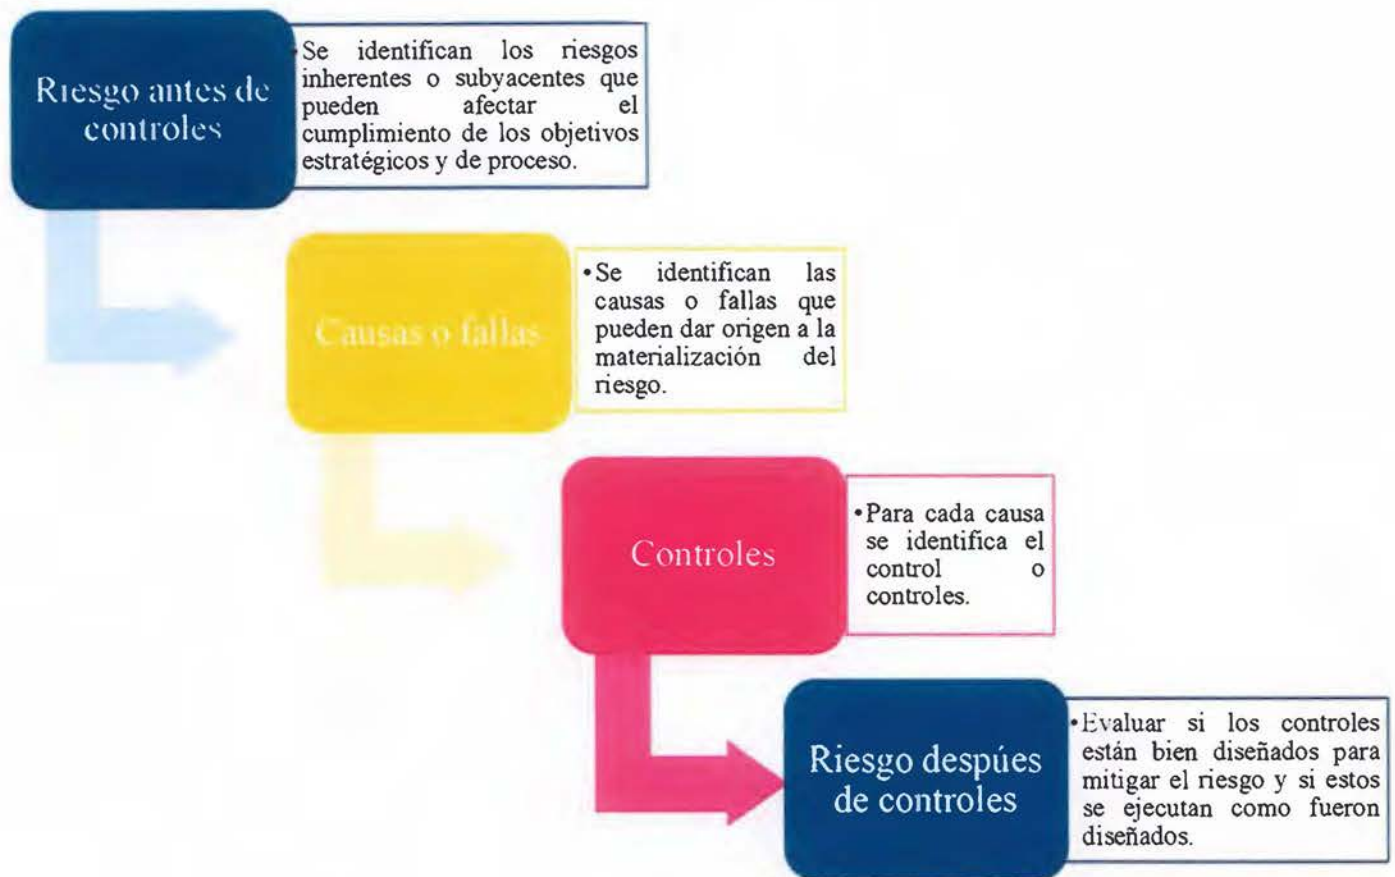 Riesgo antes de
controles
•Se identifican los riesgos
inherentes o subyacentes que
pueden afectar el
cumplimiento de los objetivos
estratégicos y de proceso.
Causas o fallas
•Se identifican las
causas o fallas que
pueden dar origen a la
materialización del
riesgo.
Controles
•Para cada causa
se identifica el
control o
controles.
Riesgo despúes
de controles
•Evaluar si los controles
están bien diseñados para
mitigar el riesgo y si estos
se ejecutan como fueron
diseñados.